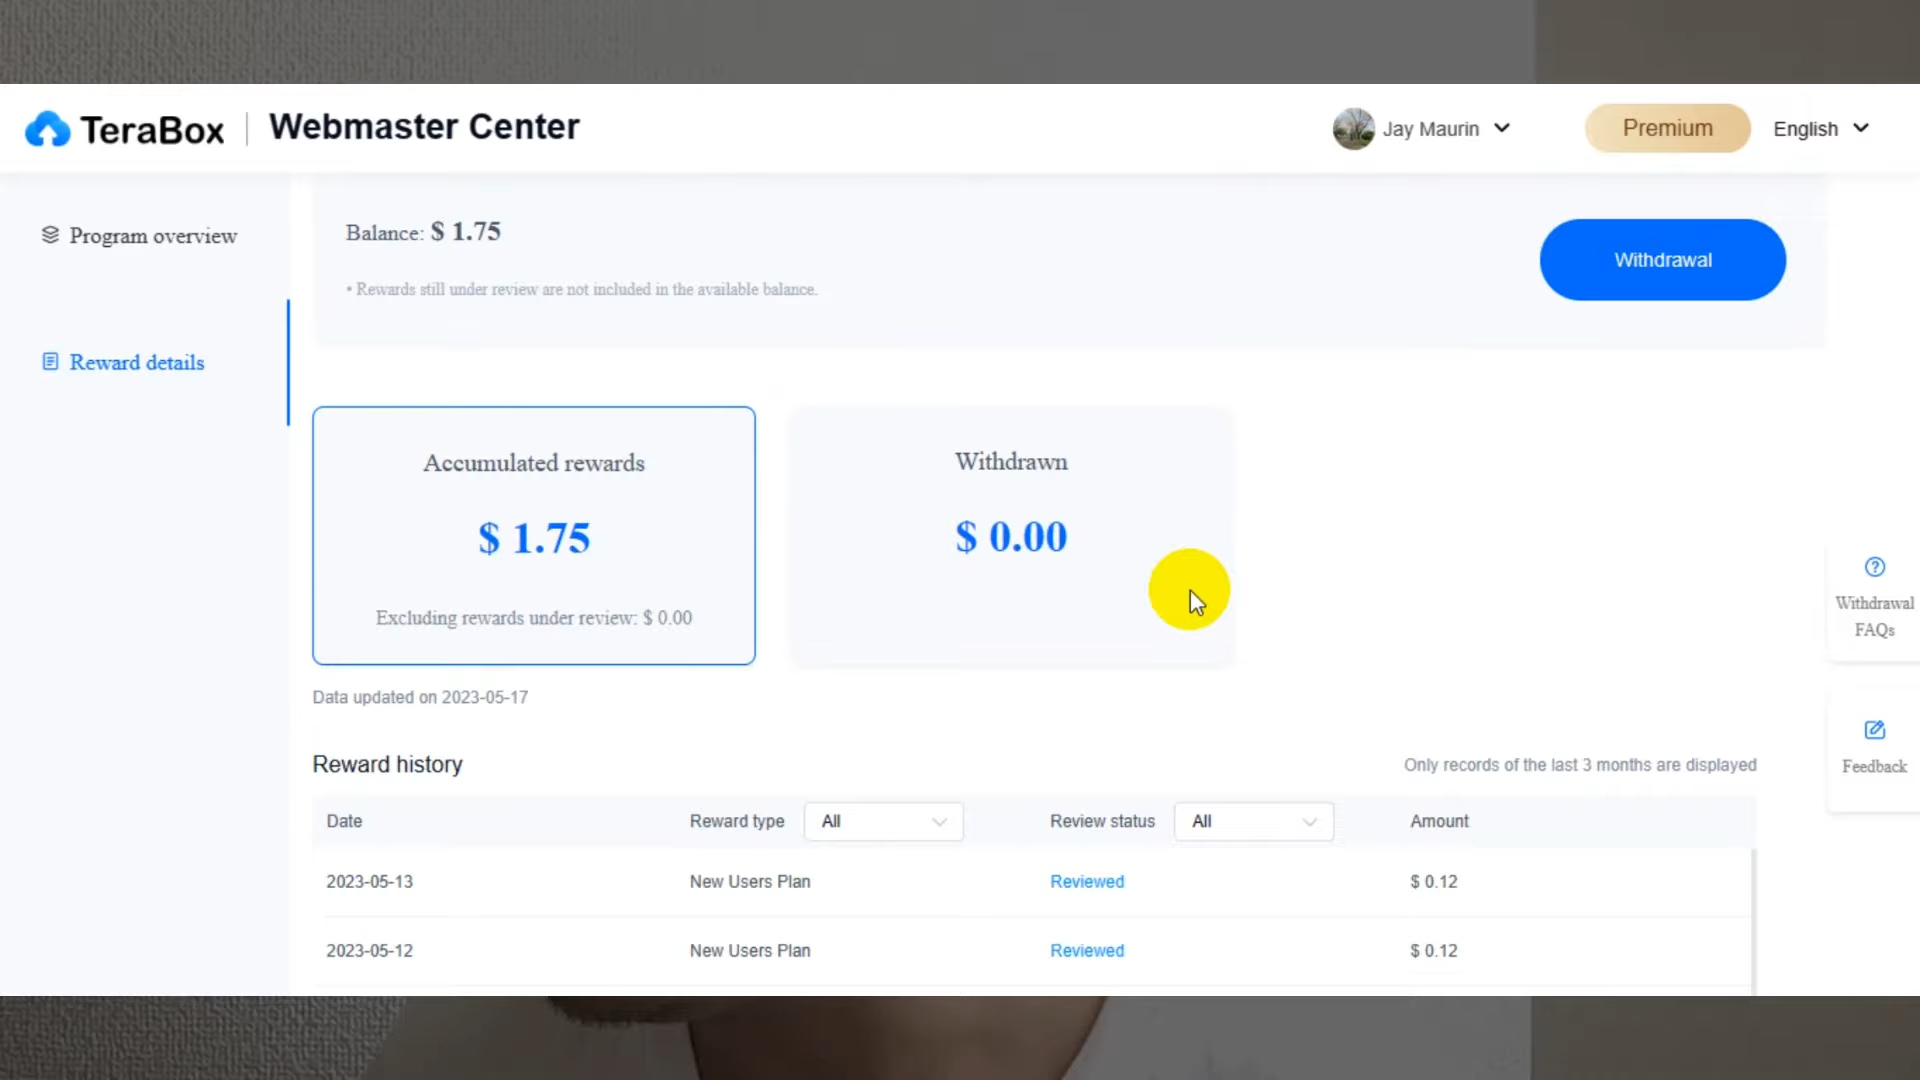 TeraBox | Webmaster Center
Jay Maurin
Premium
English
Program overview
Reward details
Balance: $ 1.75
• Rewards still under review are not included in the available balance.
Withdrawal
Accumulated rewards
$ 1.75
Excluding rewards under review: $ 0.00
Withdrawn
$ 0.00
Withdrawal
FAQs
Feedback
Data updated on 2023-05-17
Reward history
Only records of the last 3 months are displayed
Date Reward type All Review status All Amount
2023-05-13 New Users Plan Reviewed $ 0.12
2023-05-12 New Users Plan Reviewed $ 0.12